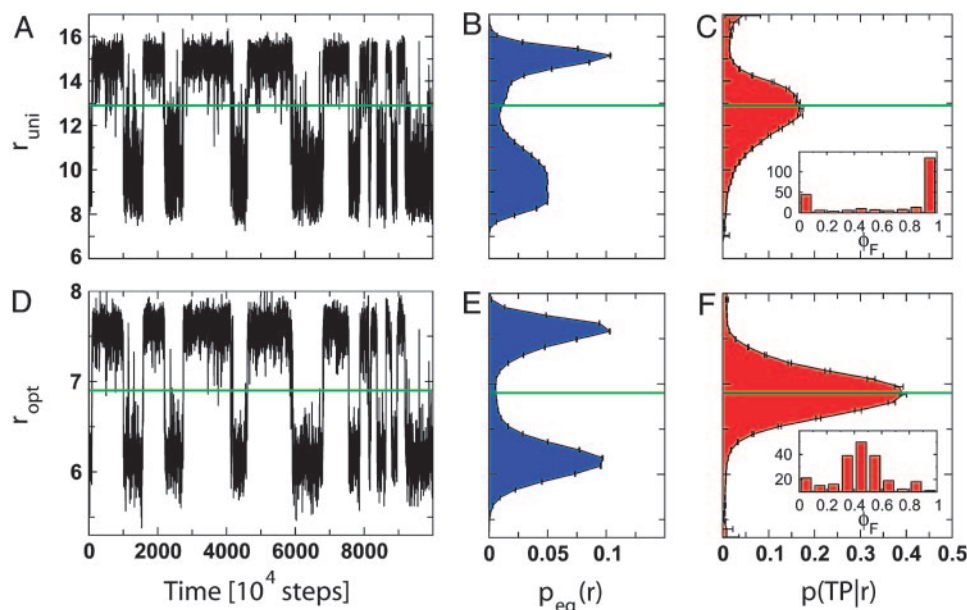 A
16
14
12
10
8
6
r_uni
B
C
100
50
0
0.2 0.4 0.6 0.8 1
ϕ_F
D
8
7
6
r_opt
0 2000 4000 6000 8000
Time [10^4 steps]
E
0 0.05 0.1
p_eq(r)
F
40
20
0 0.2 0.4 0.6 0.8 1
ϕ_F
0 0.1 0.2 0.3 0.4 0.5
p(TP|r)